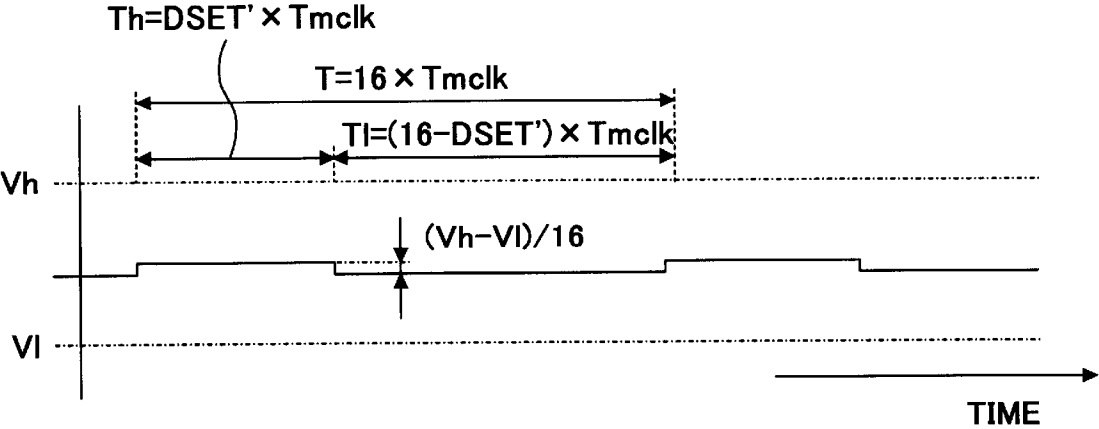 Th=DSET'×Tmclk
T=16×Tmclk
Tl=(16-DSET')×Tmclk
Vh
(Vh-Vl)/16
Vl
TIME